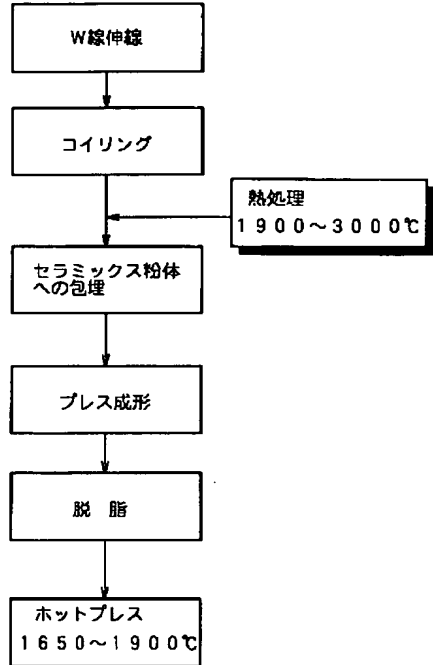 W線伸線
コイリング
熱処理
1900～3000℃
セラミックス粉体
への包埋
プレス成形
脱 脂
ホットプレス
1650～1900℃